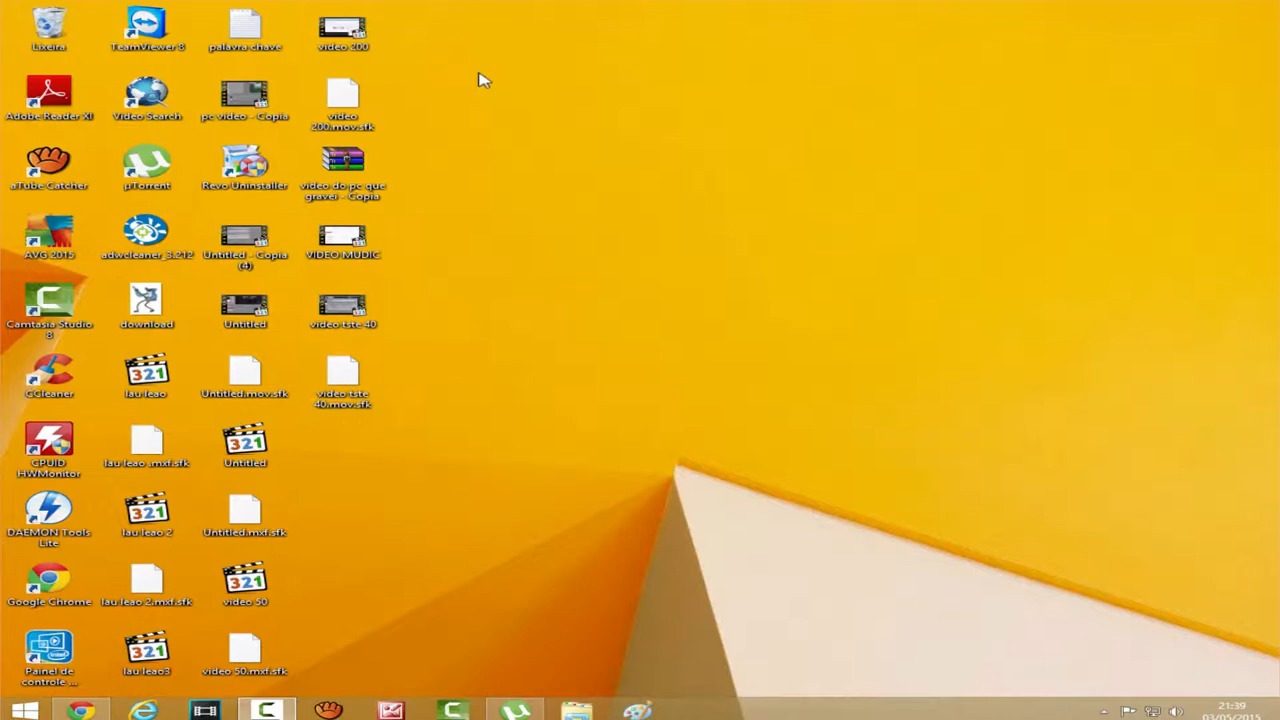 Lixeira
TeamViewer 8
palavra chave
video 200
Adobe Reader XI
Video Search
pc video - Copia
video
200.mov.sfk
aTube Catcher
µTorrent
Revo Uninstaller
video do pc que
gravei - Copia
AVG 2015
adwcleaner_3.212
Untitled - Copia
(4)
VIDEO MUDIC
Camtasia Studio
8
download
Untitled
video tste 40
CCleaner
lau leao
Untitled.mov.sfk
video tste
40.mov.sfk
CPUID
HWMonitor
lau leao .mxf.sfk
Untitled
DAEMON Tools
Lite
lau leao 2
Untitled.mxf.sfk
Google Chrome
lau leao 2.mxf.sfk
video 50
Painel de
controle ...
lau leao3
video 50.mxf.sfk
21:39
03/05/2015